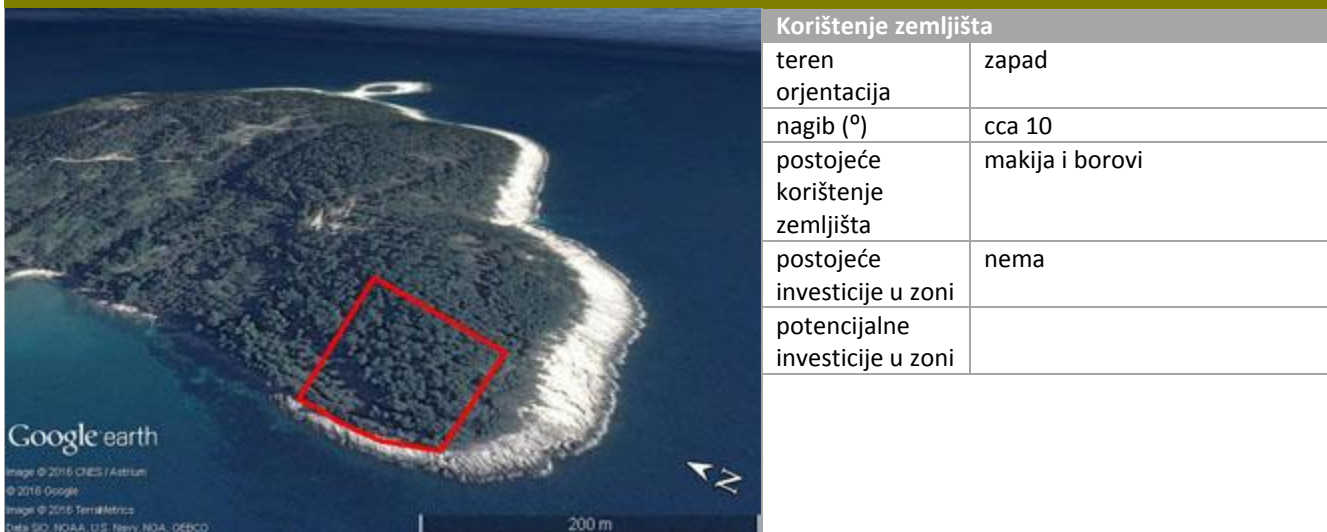 Korištenje zemljišta
teren zapad
orjentacija
nagib (⁰) cca 10
postojeće makija i borovi
korištenje
zemljišta
postojeće nema
investicije u zoni
potencijalne
investicije u zoni
Google earth
Image © 2016 CNES / Astrium
© 2016 Google
Image © 2016 TerraMetrics
Data SIO, NOAA, U.S. Navy, NGA, GEBCO
N
200 m